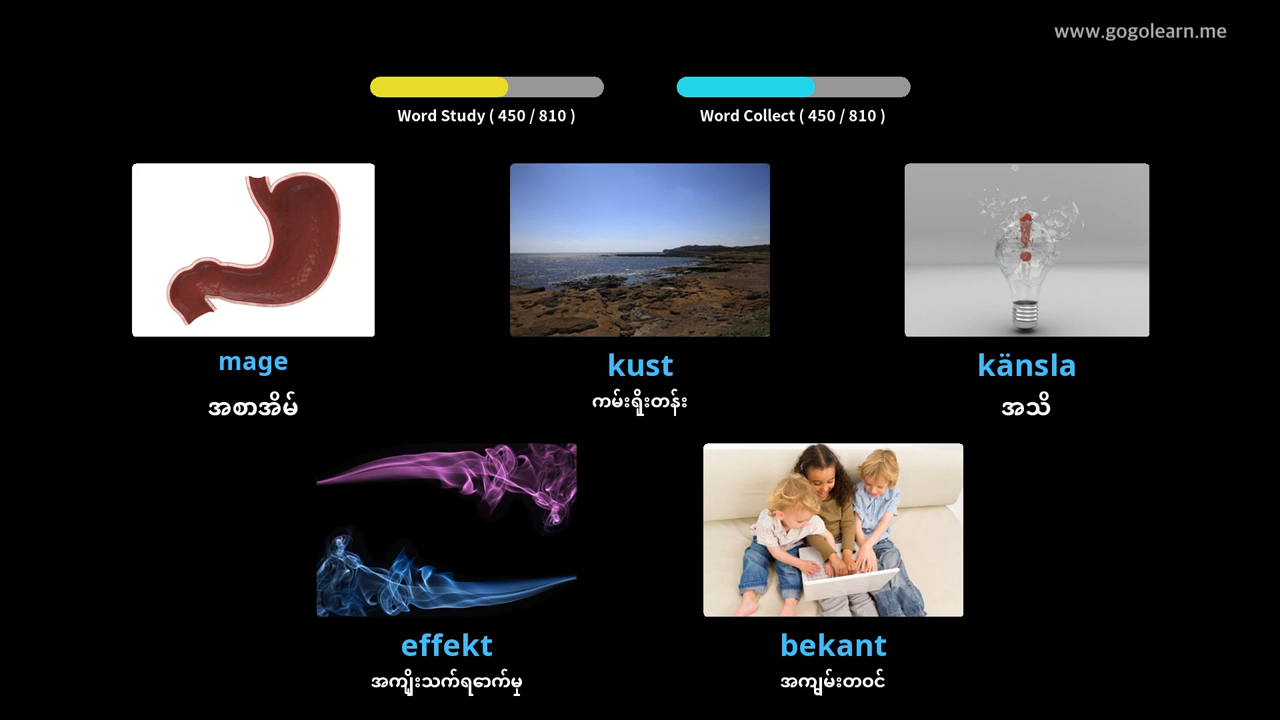 www.gogolearn.me
Word Study ( 450 / 810 )
Word Collect ( 450 / 810 )
mage
အစာအိမ်
kust
ကမ်းရိုးတန်း
känsla
အသိ
effekt
အကျိုးသက်ရောက်မှု
bekant
အကျွမ်းတဝင်